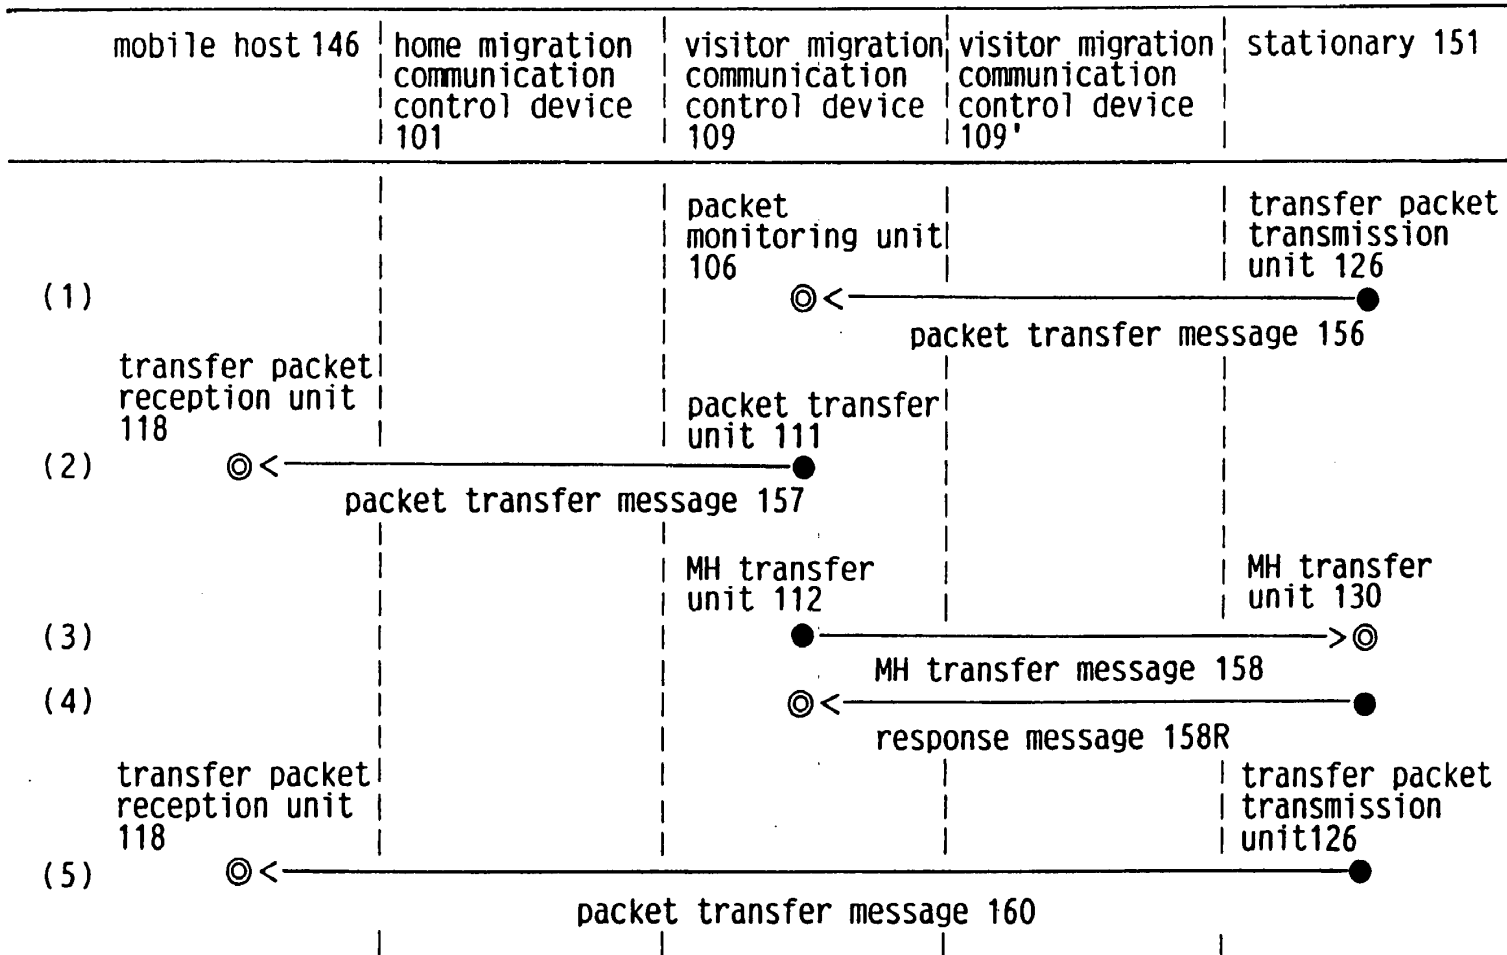 mobile host 146
home migration
communication
control device
101
visitor migration
communication
control device
109
visitor migration
communication
control device
109'
stationary 151
packet
monitoring unit
106
transfer packet
transmission
unit 126
(1)
packet transfer message 156
transfer packet
reception unit
118
packet transfer
unit 111
(2)
packet transfer message 157
MH transfer
unit 112
MH transfer
unit 130
(3)
MH transfer message 158
(4)
response message 158R
transfer packet
reception unit
118
transfer packet
transmission
unit126
(5)
packet transfer message 160